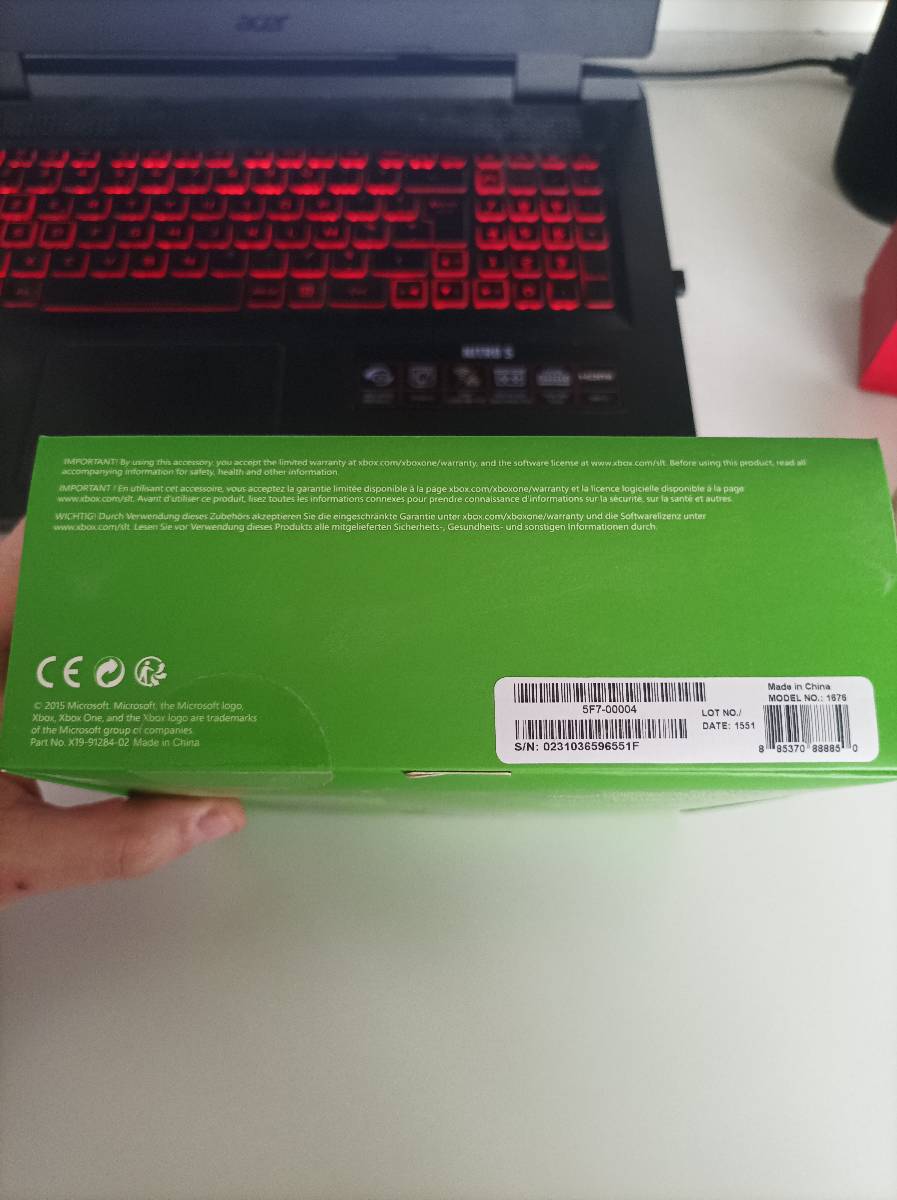 acer
NITRO 5
HDMI
IMPORTANT! By using this accessory, you accept the limited warranty at xbox.com/xboxone/warranty, and the software license at www.xbox.com/slt. Before using this product, read all
accompanying information for safety, health and other information.
IMPORTANT ! En utilisant cet accessoire, vous acceptez la garantie limitée disponible à la page xbox.com/xboxone/warranty et la licence logicielle disponible à la page
www.xbox.com/slt. Avant d'utiliser ce produit, lisez toutes les informations connexes pour prendre connaissance d'informations sur la sécurité, sur la santé et autres.
WICHTIG! Durch Verwendung dieses Zubehörs akzeptieren Sie die eingeschränkte Garantie unter xbox.com/xboxone/warranty und die Softwarelizenz unter
www.xbox.com/slt. Lesen Sie vor Verwendung dieses Produkts alle mitgelieferten Sicherheits-, Gesundheits- und sonstigen Informationen durch.
CE
© 2015 Microsoft. Microsoft, the Microsoft logo,
Xbox, Xbox One, and the Xbox logo are trademarks
of the Microsoft group of companies.
Part No. X19-91284-02 Made in China
5F7-00004
S/N: 0231036596551F
LOT NO./
DATE: 1551
Made in China
MODEL NO.: 1676
8 85370 88885 0